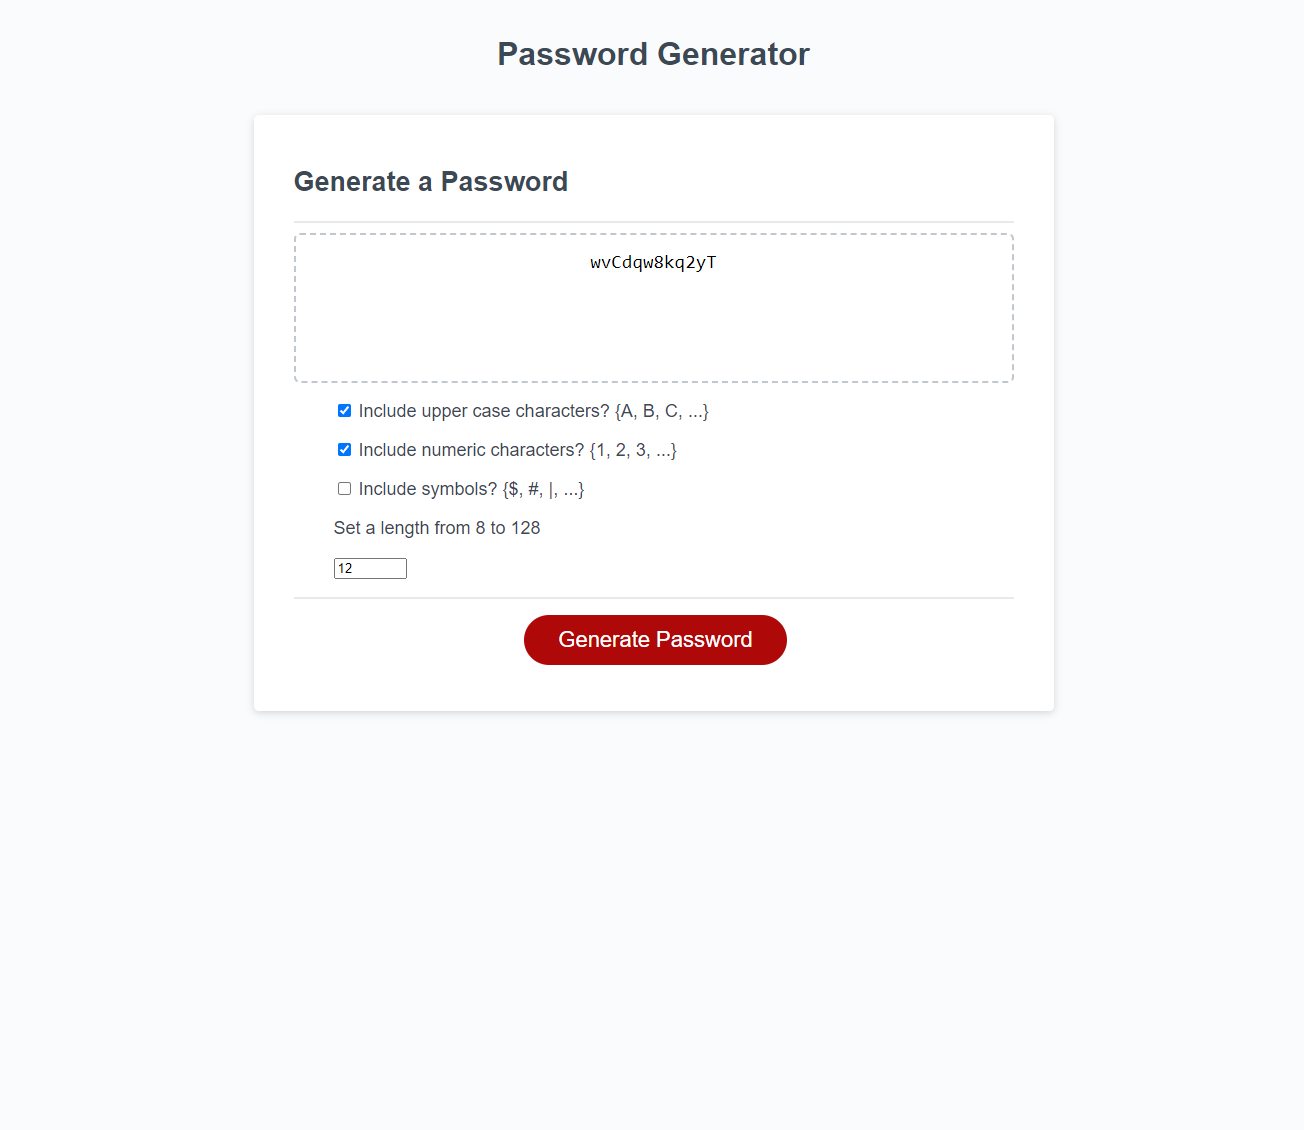 Password Generator
Generate a Password
wvCdqw8kq2yT
Include upper case characters? {A, B, C, ...}
Include numeric characters? {1, 2, 3, ...}
Include symbols? {$, #, |, ...}
Set a length from 8 to 128
12
Generate Password